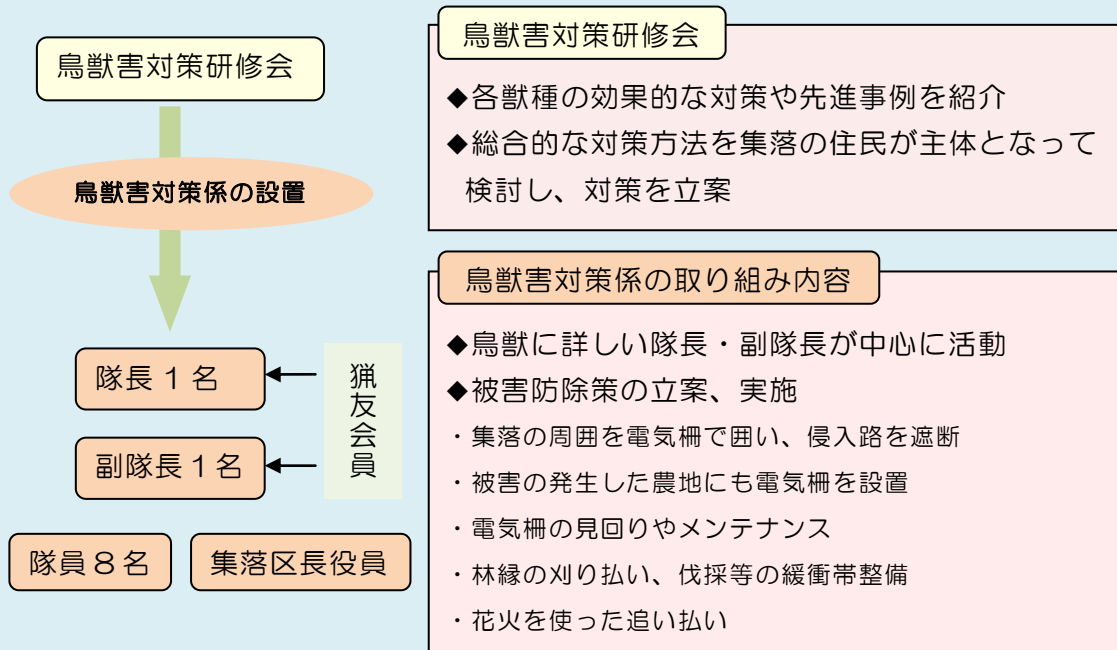 鳥獣害対策研修会
鳥獣害対策係の設置
隊長1名
副隊長1名
猟友会員
隊員8名
集落区長役員
鳥獣害対策研修会
◆各獣種の効果的な対策や先進事例を紹介
◆総合的な対策方法を集落の住民が主体となって
検討し、対策を立案
鳥獣害対策係の取り組み内容
◆鳥獣に詳しい隊長・副隊長が中心に活動
◆被害防除策の立案、実施
・集落の周囲を電気柵で囲い、侵入路を遮断
・被害の発生した農地にも電気柵を設置
・電気柵の見回りやメンテナンス
・林縁の刈り払い、伐採等の緩衝帯整備
・花火を使った追い払い